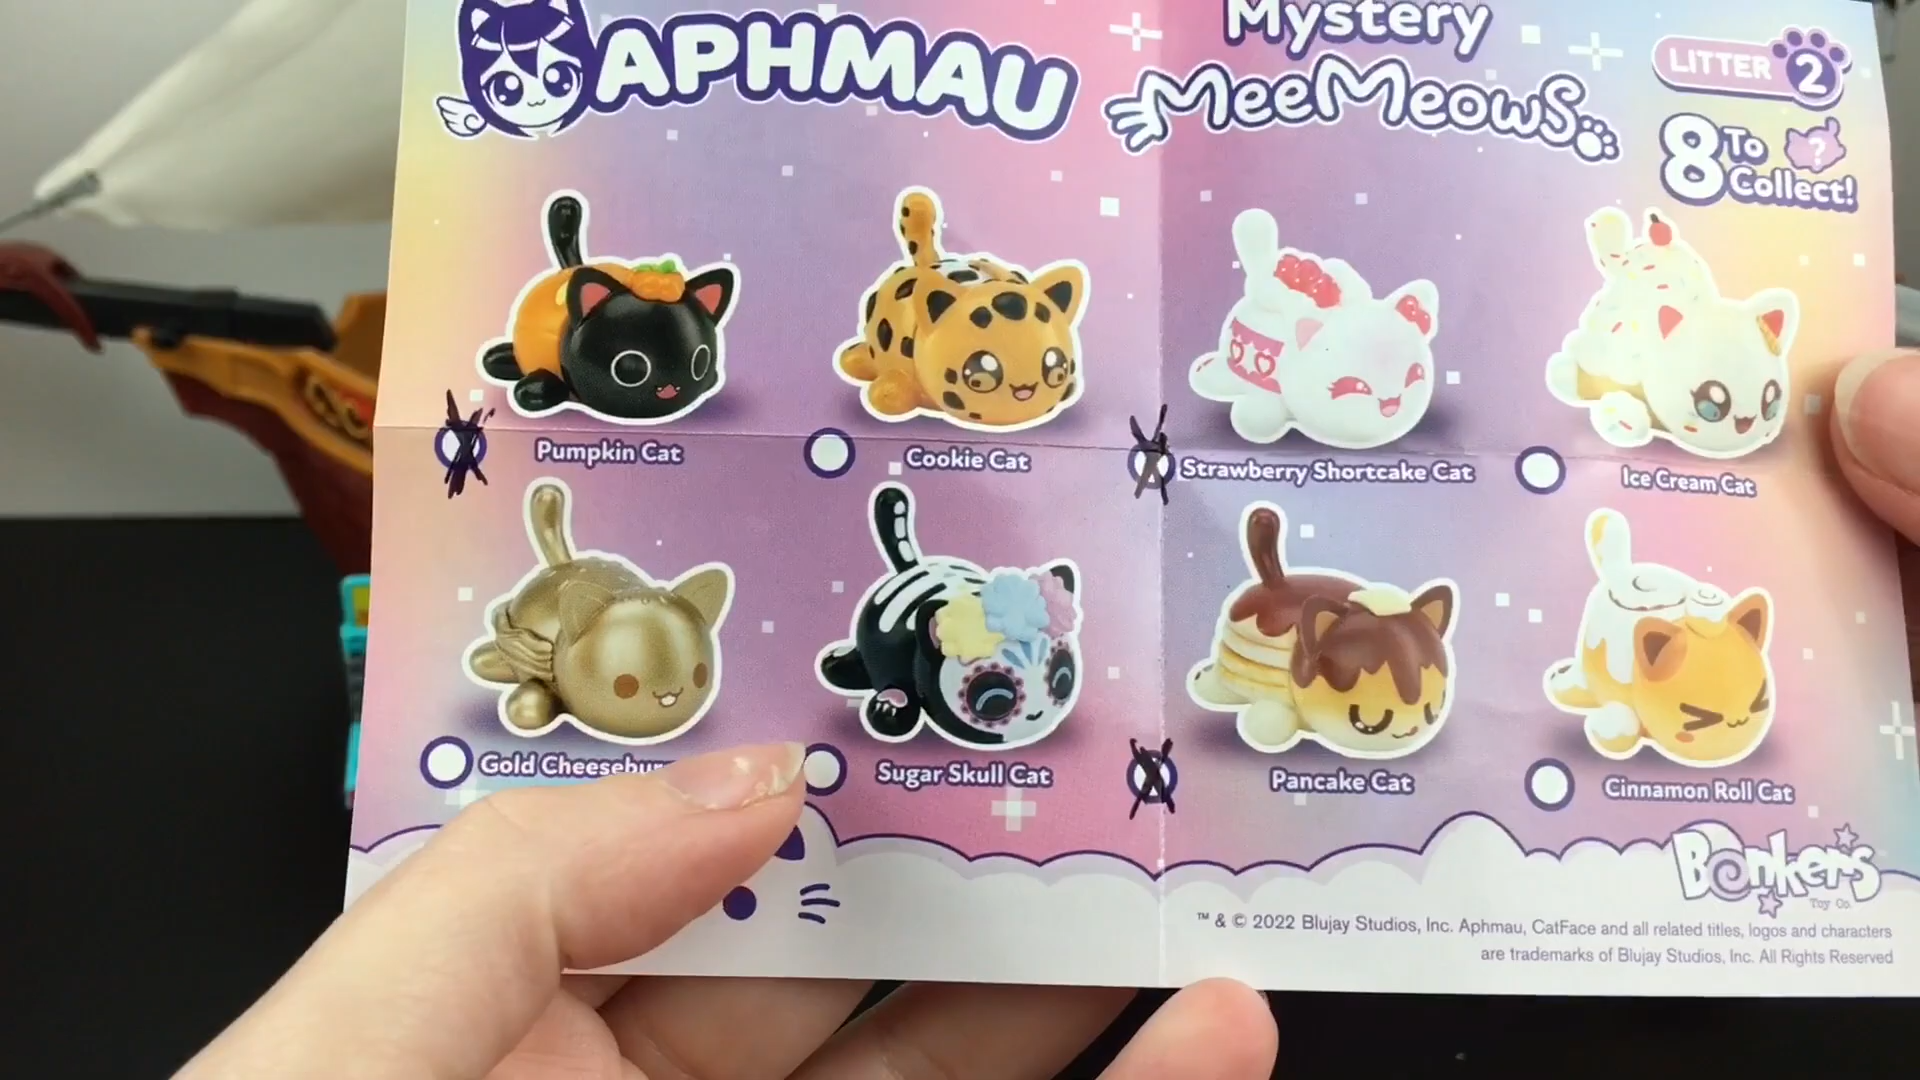 APHMAU
Mystery
MeeMeows
LITTER 2
8 To
Collect!
?
Pumpkin Cat
Cookie Cat
Strawberry Shortcake Cat
Ice Cream Cat
Gold
Sugar Skull Cat
Pancake Cat
Cinnamon Roll Cat
Bonkers
Toy Co.
™ & © 2022 Blujay Studios, Inc. Aphmau, CatFace and all related titles, logos and characters
are trademarks of Blujay Studios, Inc. All Rights Reserved